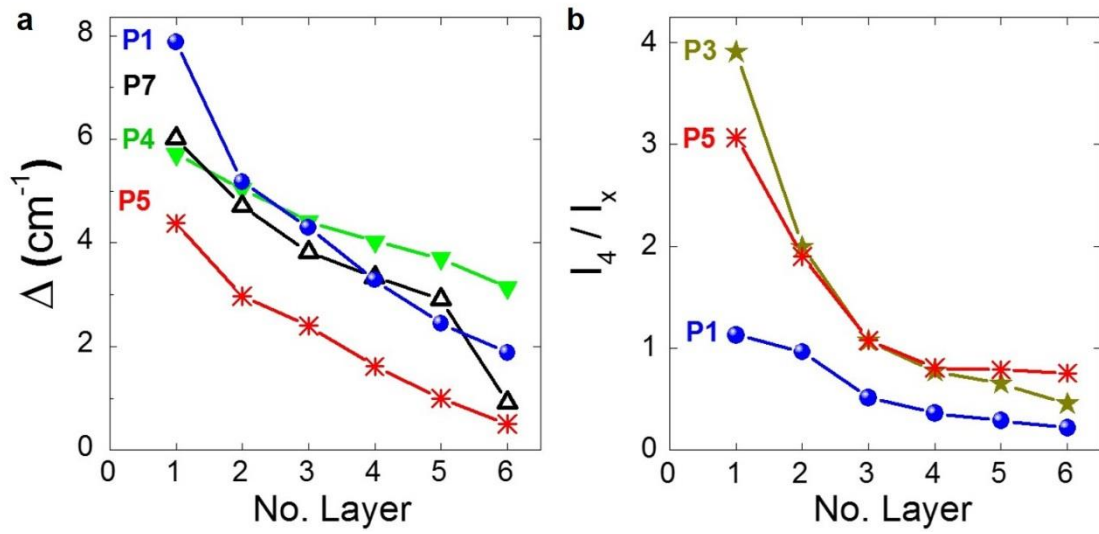 a
8
6
4
2
0
Δ (cm⁻¹)
P1
P7
P4
P5
0 1 2 3 4 5 6
No. Layer
b
4
3
2
1
0
I₄ / Iₓ
P3
P5
P1
0 1 2 3 4 5 6
No. Layer